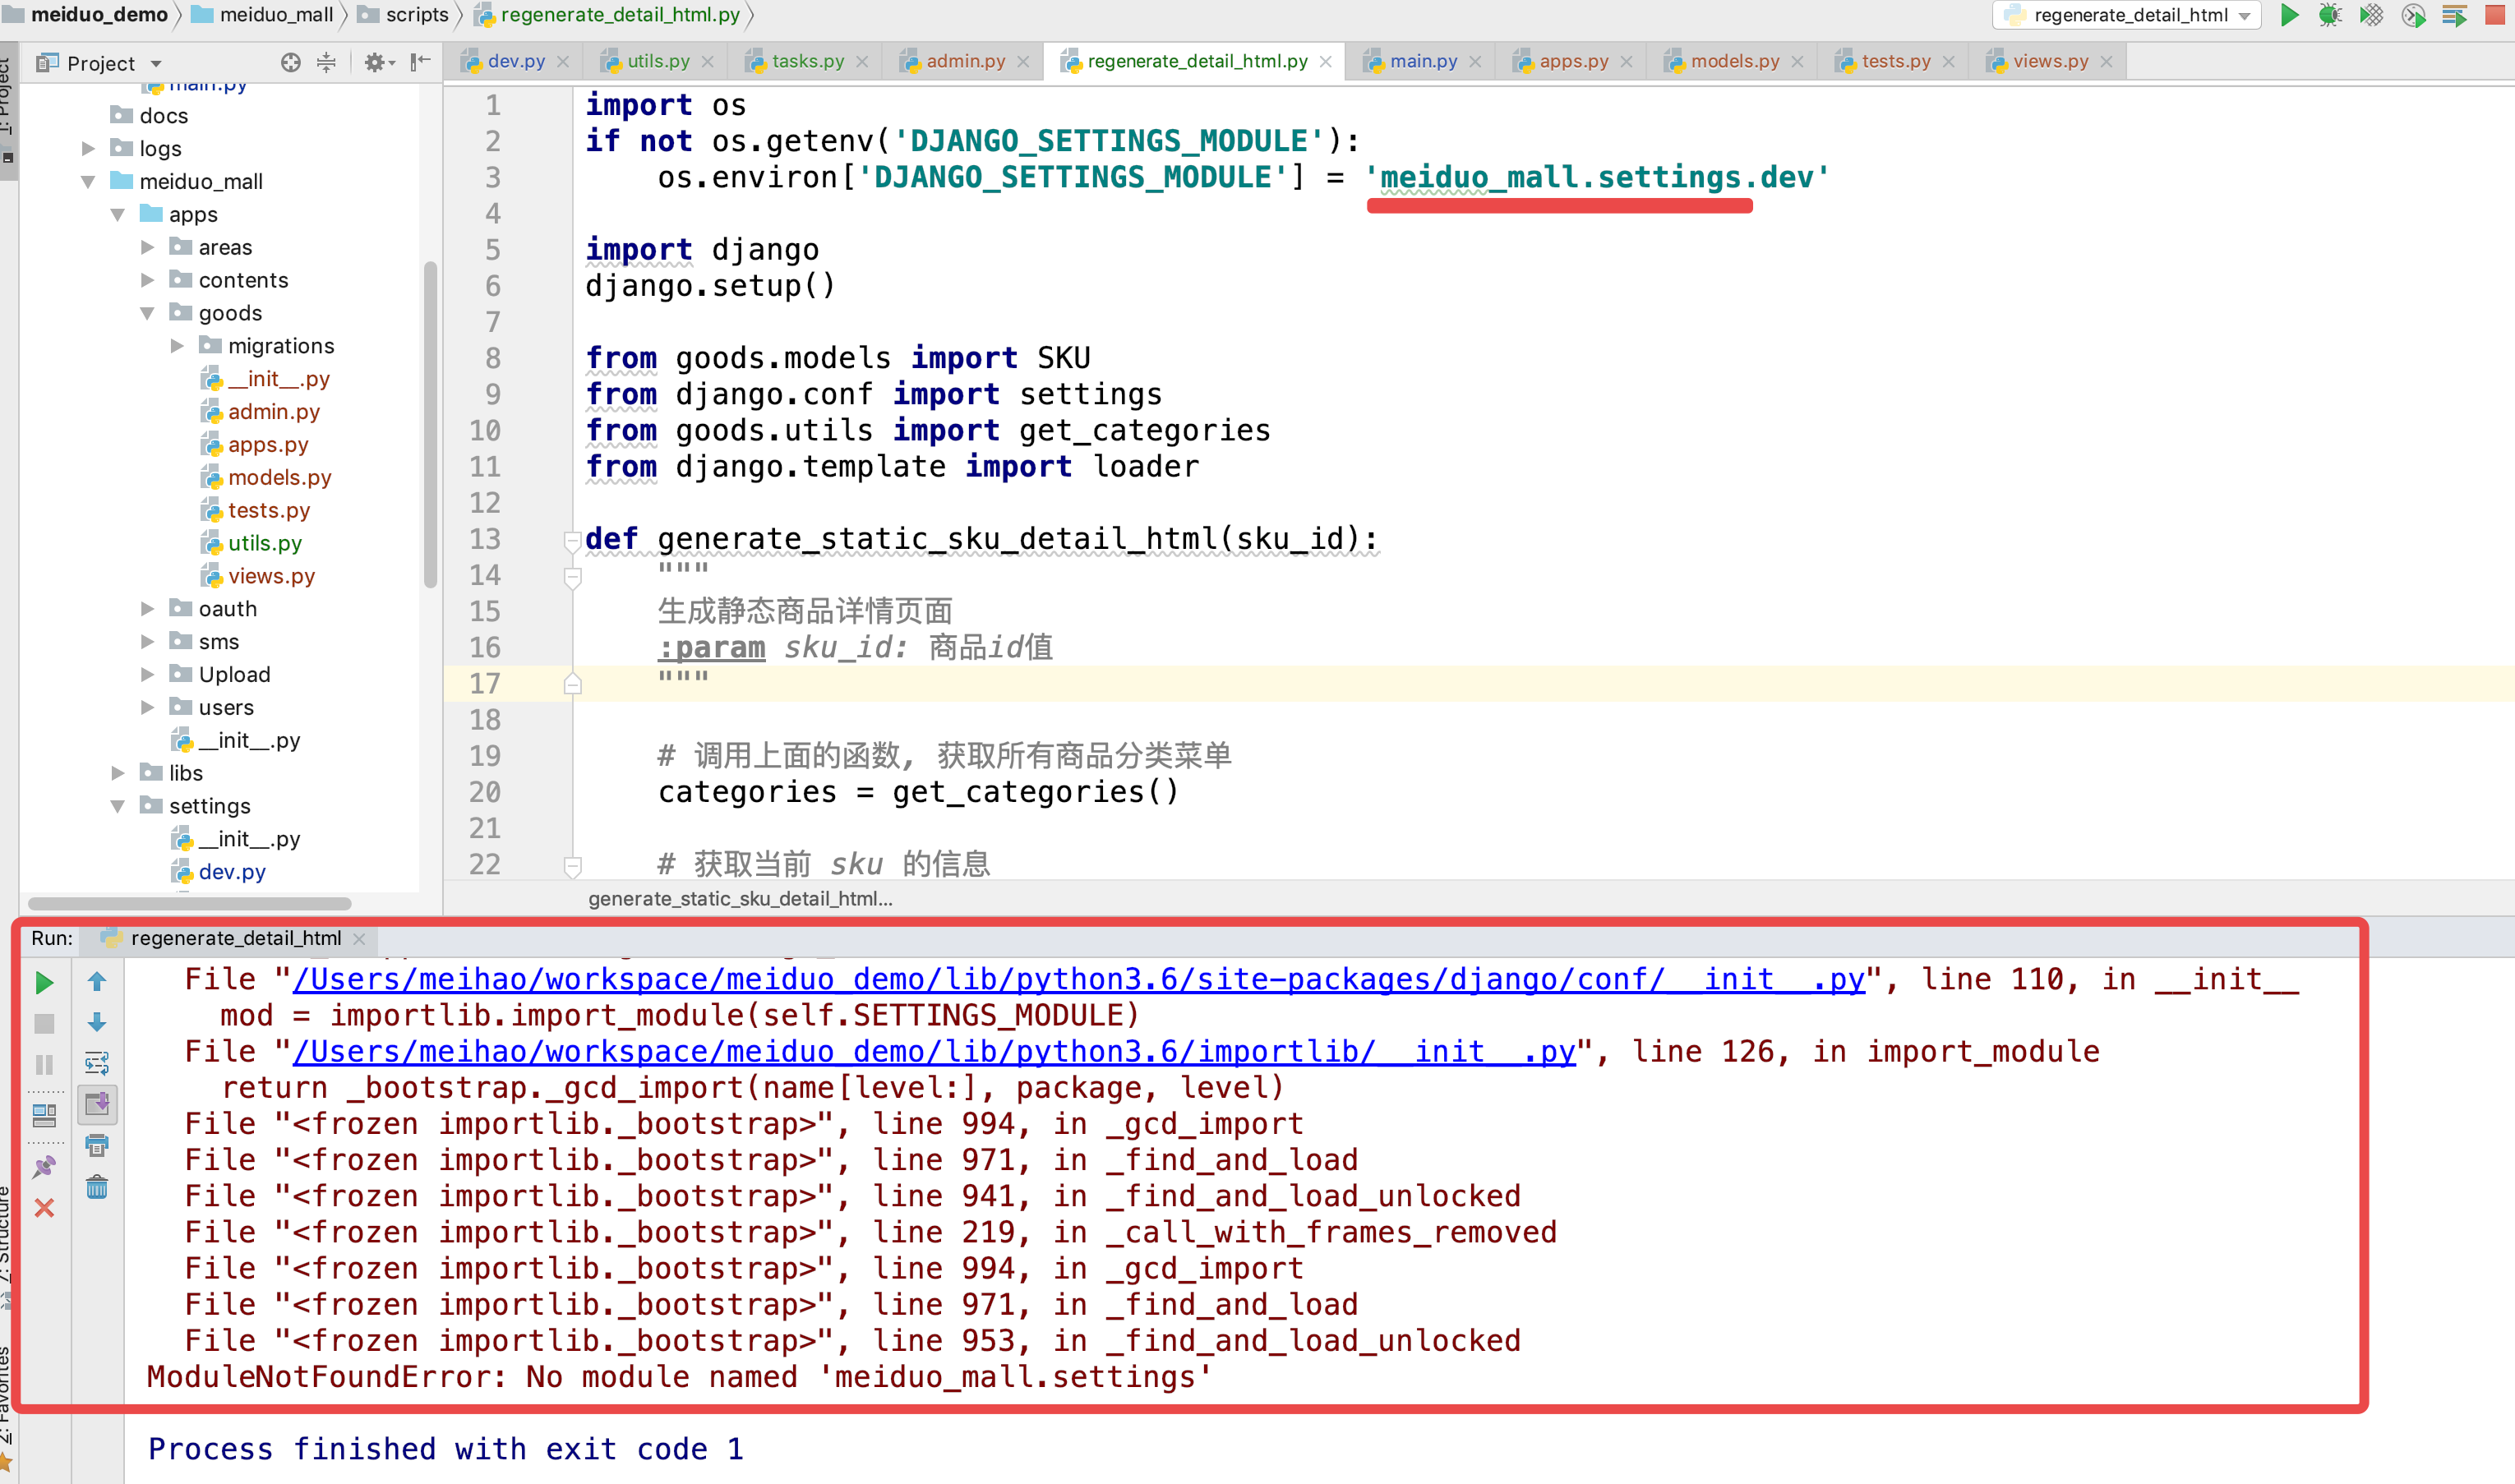 meiduo_demo meiduo_mall scripts regenerate_detail_html.py regenerate_detail_html
Project dev.py utils.py tasks.py admin.py regenerate_detail_html.py main.py apps.py models.py tests.py views.py
1: Project
main.py
docs
logs
meiduo_mall
apps
areas
contents
goods
migrations
__init__.py
admin.py
apps.py
models.py
tests.py
utils.py
views.py
oauth
sms
Upload
users
__init__.py
libs
settings
__init__.py
dev.py
1 import os
2 if not os.getenv('DJANGO_SETTINGS_MODULE'):
3 os.environ['DJANGO_SETTINGS_MODULE'] = 'meiduo_mall.settings.dev'
4
5 import django
6 django.setup()
7
8 from goods.models import SKU
9 from django.conf import settings
10 from goods.utils import get_categories
11 from django.template import loader
12
13 def generate_static_sku_detail_html(sku_id):
14 """
15 生成静态商品详情页面
16 :param sku_id: 商品id值
17 """
18
19 # 调用上面的函数, 获取所有商品分类菜单
20 categories = get_categories()
21
22 # 获取当前 sku 的信息
generate_static_sku_detail_html...
Run: regenerate_detail_html
File "/Users/meihao/workspace/meiduo_demo/lib/python3.6/site-packages/django/conf/__init__.py", line 110, in __init__
mod = importlib.import_module(self.SETTINGS_MODULE)
File "/Users/meihao/workspace/meiduo_demo/lib/python3.6/importlib/__init__.py", line 126, in import_module
return _bootstrap._gcd_import(name[level:], package, level)
File "<frozen importlib._bootstrap>", line 994, in _gcd_import
File "<frozen importlib._bootstrap>", line 971, in _find_and_load
File "<frozen importlib._bootstrap>", line 941, in _find_and_load_unlocked
File "<frozen importlib._bootstrap>", line 219, in _call_with_frames_removed
File "<frozen importlib._bootstrap>", line 994, in _gcd_import
File "<frozen importlib._bootstrap>", line 971, in _find_and_load
File "<frozen importlib._bootstrap>", line 953, in _find_and_load_unlocked
ModuleNotFoundError: No module named 'meiduo_mall.settings'
Process finished with exit code 1
7: Structure
2: Favorites